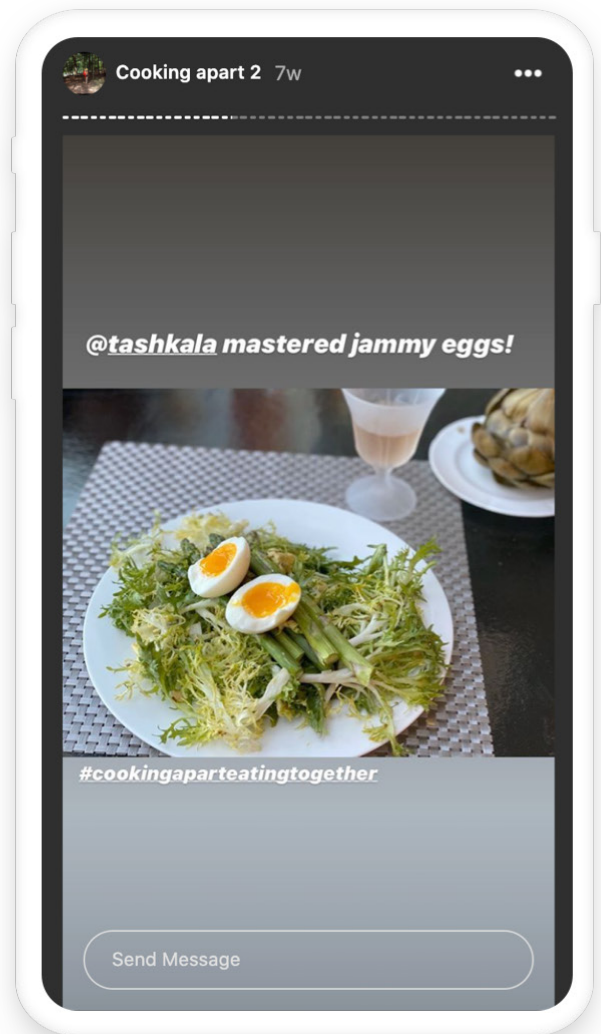 Cooking apart 2 7w
@tashkala mastered jammy eggs!
#cookingaparteatingtogether
Send Message